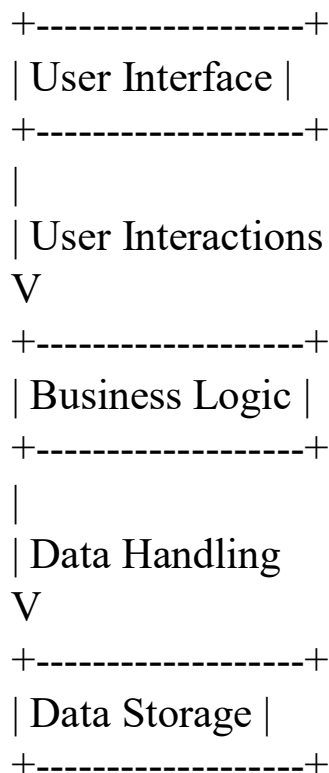 +-------------------+
| User Interface |
+-------------------+
|
| User Interactions
V
+-------------------+
| Business Logic |
+-------------------+
|
| Data Handling
V
+-------------------+
| Data Storage |
+-------------------+